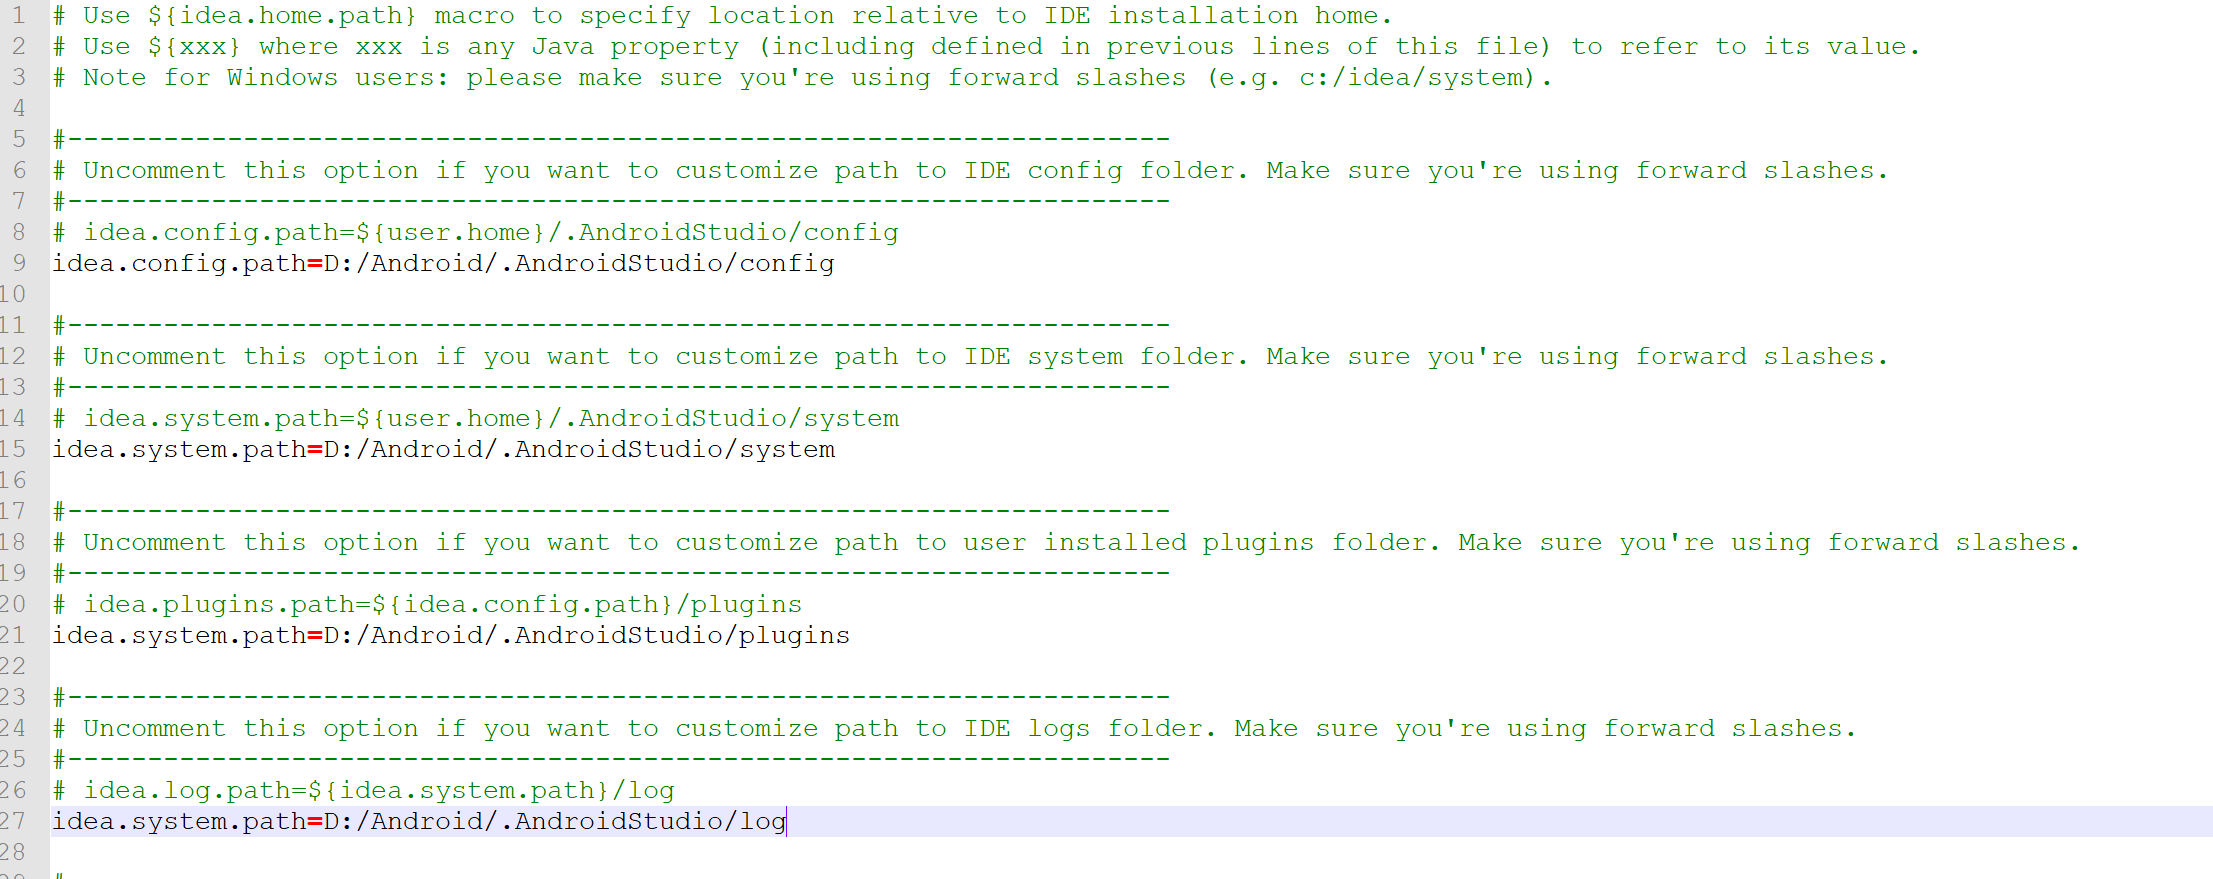 1 # Use ${idea.home.path} macro to specify location relative to IDE installation home.
2 # Use ${xxx} where xxx is any Java property (including defined in previous lines of this file) to refer to its value.
3 # Note for Windows users: please make sure you're using forward slashes (e.g. c:/idea/system).
4
5 #---------------------------------------------------------------------
6 # Uncomment this option if you want to customize path to IDE config folder. Make sure you're using forward slashes.
7 #---------------------------------------------------------------------
8 # idea.config.path=${user.home}/.AndroidStudio/config
9 idea.config.path=D:/Android/.AndroidStudio/config
10
11 #---------------------------------------------------------------------
12 # Uncomment this option if you want to customize path to IDE system folder. Make sure you're using forward slashes.
13 #---------------------------------------------------------------------
14 # idea.system.path=${user.home}/.AndroidStudio/system
15 idea.system.path=D:/Android/.AndroidStudio/system
16
17 #---------------------------------------------------------------------
18 # Uncomment this option if you want to customize path to user installed plugins folder. Make sure you're using forward slashes.
19 #---------------------------------------------------------------------
20 # idea.plugins.path=${idea.config.path}/plugins
21 idea.system.path=D:/Android/.AndroidStudio/plugins
22
23 #---------------------------------------------------------------------
24 # Uncomment this option if you want to customize path to IDE logs folder. Make sure you're using forward slashes.
25 #---------------------------------------------------------------------
26 # idea.log.path=${idea.system.path}/log
27 idea.system.path=D:/Android/.AndroidStudio/log
28